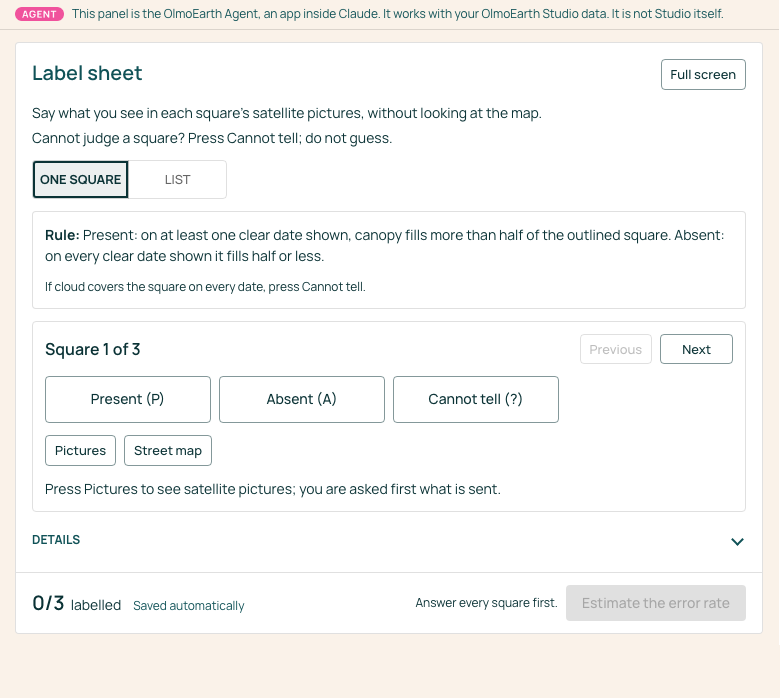 AGENT This panel is the OlmoEarth Agent, an app inside Claude. It works with your OlmoEarth Studio data. It is not Studio itself.
Label sheet
Full screen
Say what you see in each square's satellite pictures, without looking at the map.
Cannot judge a square? Press Cannot tell; do not guess.
ONE SQUARE LIST
Rule: Present: on at least one clear date shown, canopy fills more than half of the outlined square. Absent:
on every clear date shown it fills half or less.
If cloud covers the square on every date, press Cannot tell.
Square 1 of 3
Previous Next
Present (P) Absent (A) Cannot tell (?)
Pictures Street map
Press Pictures to see satellite pictures; you are asked first what is sent.
DETAILS
0/3 labelled Saved automatically Answer every square first. Estimate the error rate